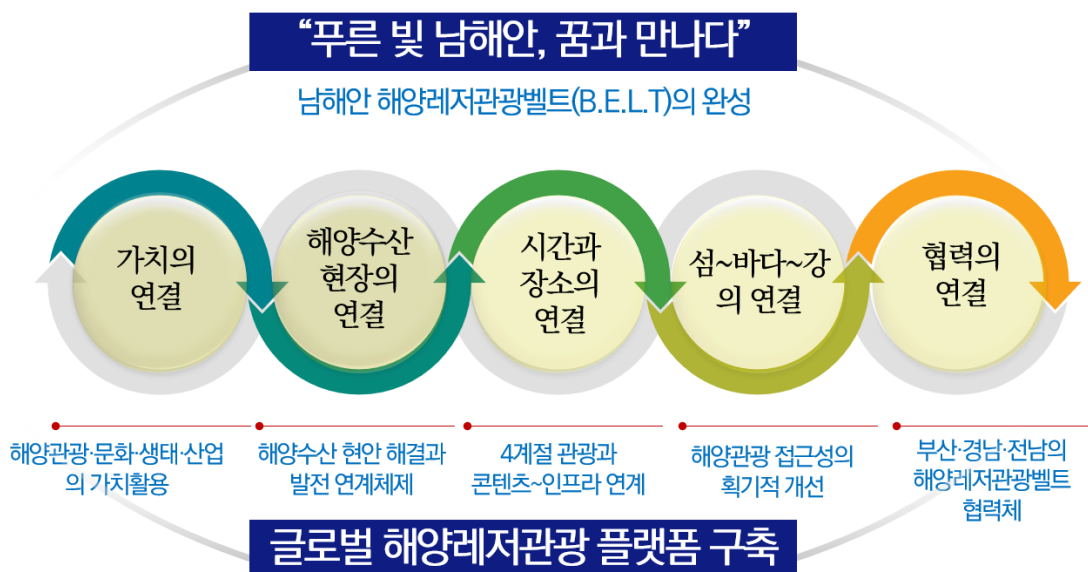 “푸른 빛 남해안, 꿈과 만나다”
남해안 해양레저관광벨트(B.E.L.T)의 완성
가치의
연결
해양수산
현장의
연결
시간과
장소의
연결
섬~바다~강
의 연결
협력의
연결
해양관광·문화·생태·산업
의 가치활용
해양수산 현안 해결과
발전 연계체제
4계절 관광과
콘텐츠~인프라 연계
해양관광 접근성의
획기적 개선
부산·경남·전남의
해양레저관광벨트
협력체
글로벌 해양레저관광 플랫폼 구축